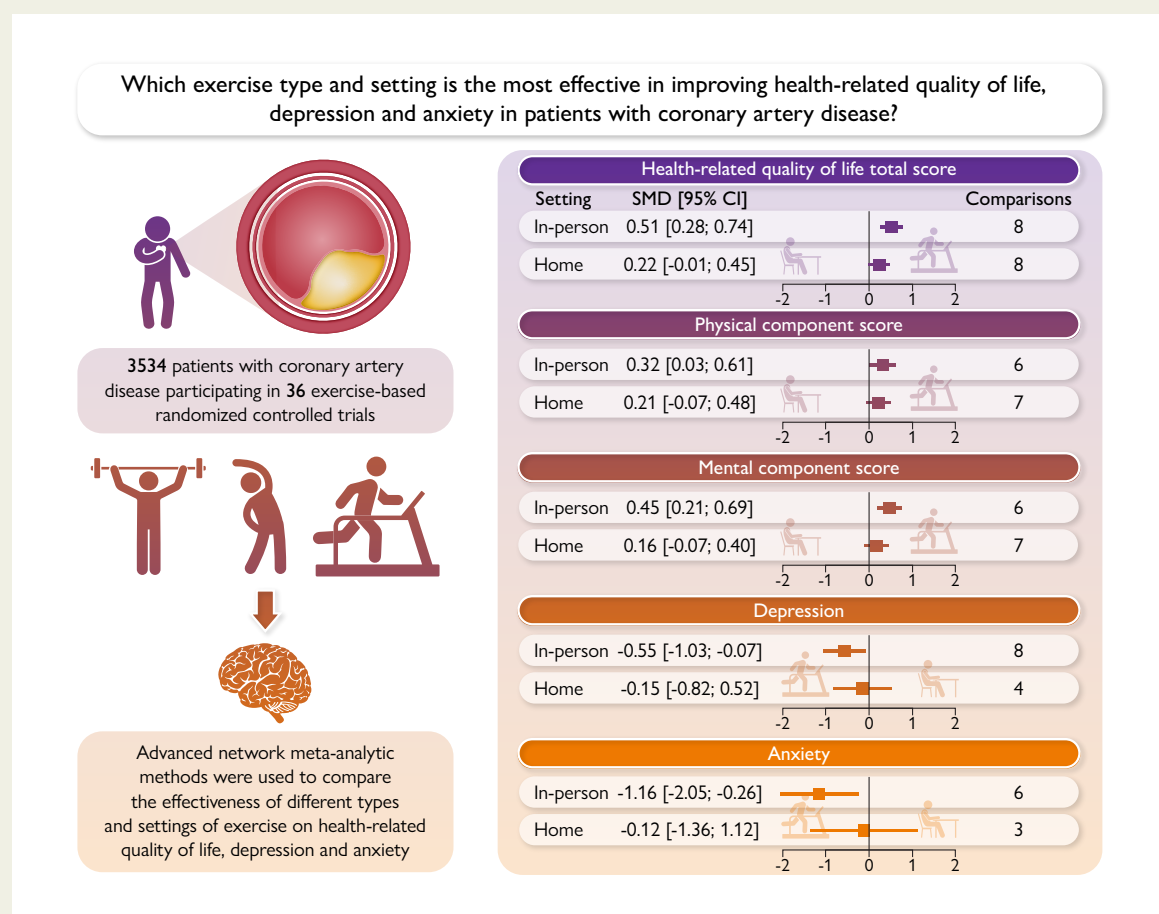 Which exercise type and setting is the most effective in improving health-related quality of life,
depression and anxiety in patients with coronary artery disease?
3534 patients with coronary artery
disease participating in 36 exercise-based
randomized controlled trials
Advanced network meta-analytic
methods were used to compare
the effectiveness of different types
and settings of exercise on health-related
quality of life, depression and anxiety
Health-related quality of life total score
Setting SMD [95% CI] Comparisons
In-person 0.51 [0.28; 0.74] 8
Home 0.22 [-0.01; 0.45] 8
-2 -1 0 1 2
Physical component score
In-person 0.32 [0.03; 0.61] 6
Home 0.21 [-0.07; 0.48] 7
-2 -1 0 1 2
Mental component score
In-person 0.45 [0.21; 0.69] 6
Home 0.16 [-0.07; 0.40] 7
-2 -1 0 1 2
Depression
In-person -0.55 [-1.03; -0.07] 8
Home -0.15 [-0.82; 0.52] 4
-2 -1 0 1 2
Anxiety
In-person -1.16 [-2.05; -0.26] 6
Home -0.12 [-1.36; 1.12] 3
-2 -1 0 1 2